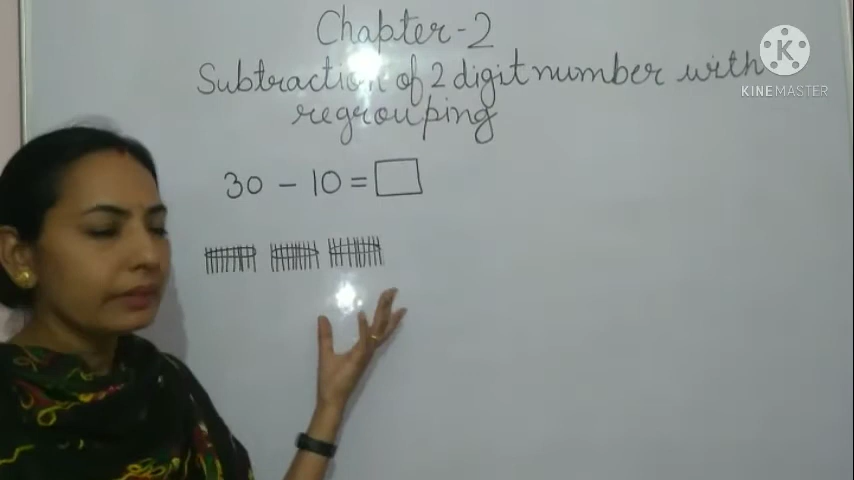 Chapter-2
Subtraction of 2 digit number with
regrouping
30 - 10 =
K
KINEMASTER